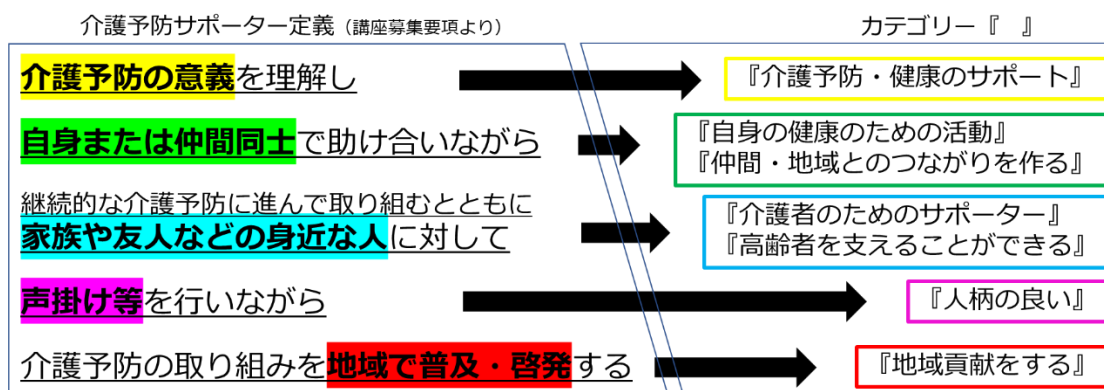 介護予防サポーター定義（講座募集要項より）
カテゴリー『　』
介護予防の意義を理解し
『介護予防・健康のサポート』
自身または仲間同士で助け合いながら
『自身の健康のための活動』
『仲間・地域とのつながりを作る』
継続的な介護予防に進んで取り組むとともに
家族や友人などの身近な人に対して
『介護者のためのサポーター』
『高齢者を支えることができる』
声掛け等を行いながら
『人柄の良い』
介護予防の取り組みを地域で普及・啓発する
『地域貢献をする』